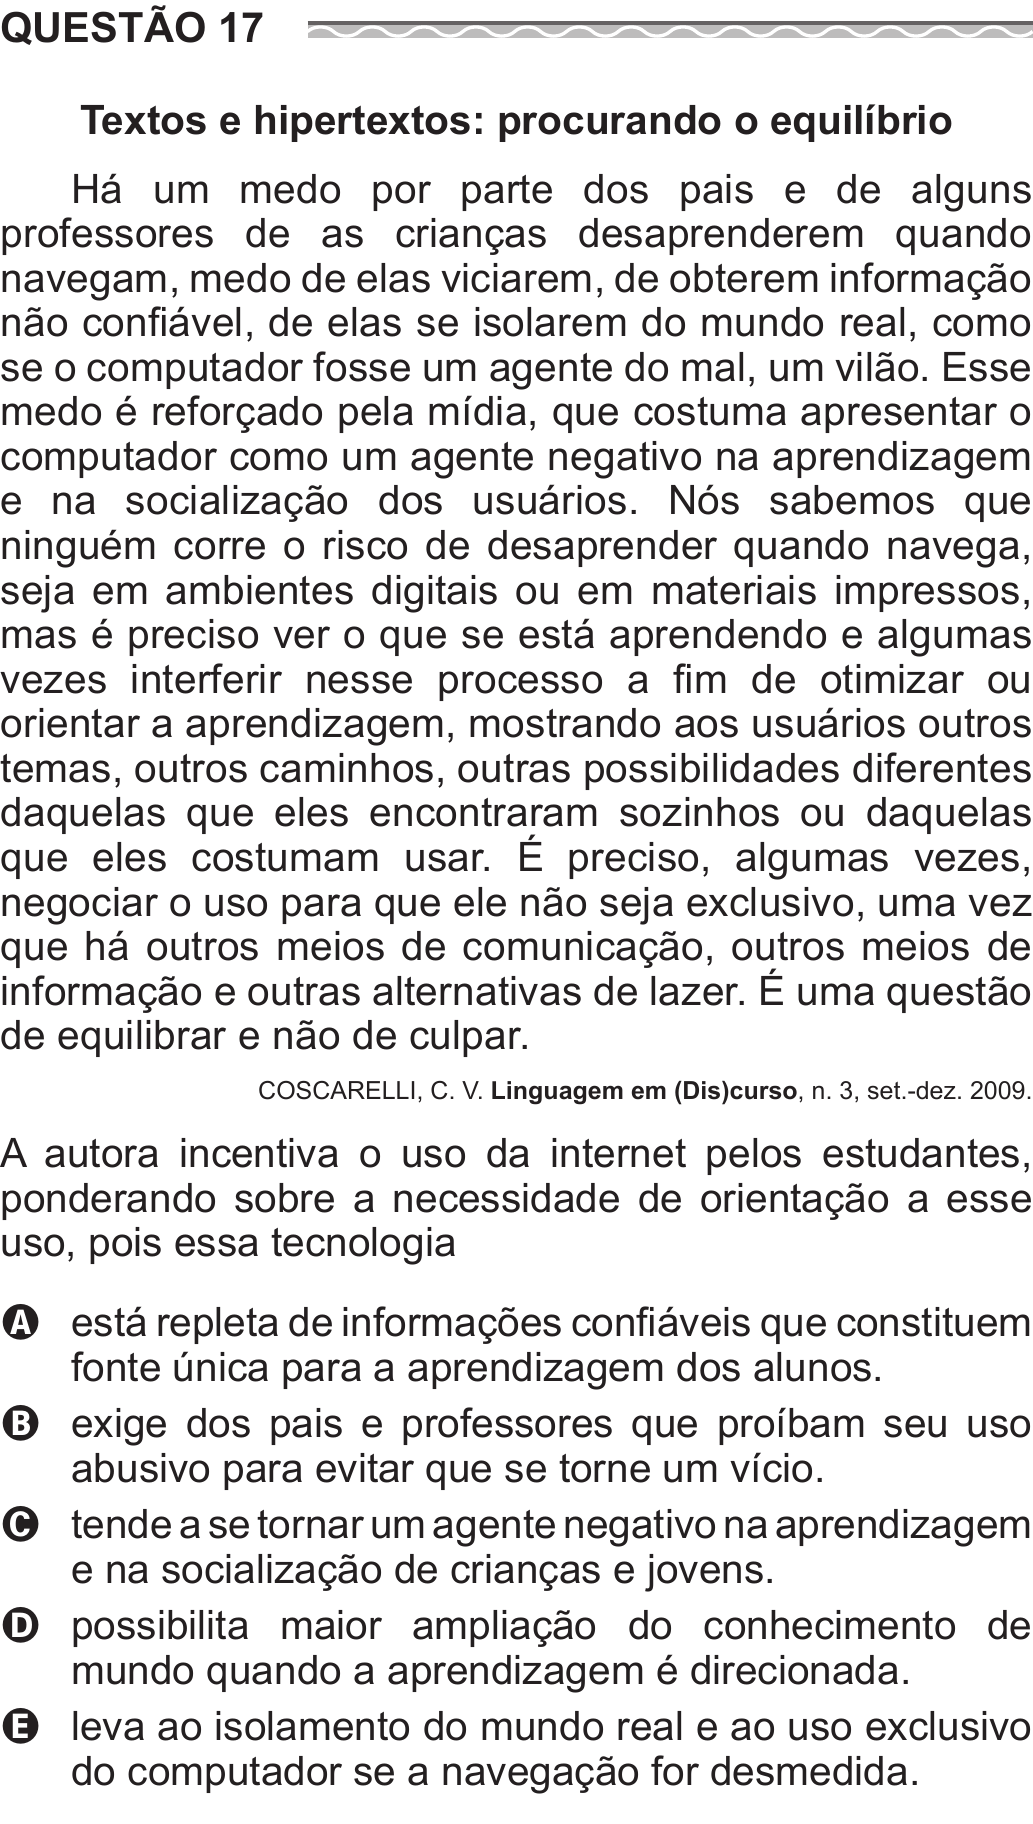 QUESTÃO 17
Textos e hipertextos: procurando o equilíbrio
Há um medo por parte dos pais e de alguns
professores de as crianças desaprenderem quando
navegam, medo de elas viciarem, de obterem informação
não confiável, de elas se isolarem do mundo real, como
se o computador fosse um agente do mal, um vilão. Esse
medo é reforçado pela mídia, que costuma apresentar o
computador como um agente negativo na aprendizagem
e na socialização dos usuários. Nós sabemos que
ninguém corre o risco de desaprender quando navega,
seja em ambientes digitais ou em materiais impressos,
mas é preciso ver o que se está aprendendo e algumas
vezes interferir nesse processo a fim de otimizar ou
orientar a aprendizagem, mostrando aos usuários outros
temas, outros caminhos, outras possibilidades diferentes
daquelas que eles encontraram sozinhos ou daquelas
que eles costumam usar. É preciso, algumas vezes,
negociar o uso para que ele não seja exclusivo, uma vez
que há outros meios de comunicação, outros meios de
informação e outras alternativas de lazer. É uma questão
de equilibrar e não de culpar.
COSCARELLI, C. V. Linguagem em (Dis)curso, n. 3, set.-dez. 2009.
A autora incentiva o uso da internet pelos estudantes,
ponderando sobre a necessidade de orientação a esse
uso, pois essa tecnologia
A está repleta de informações confiáveis que constituem
fonte única para a aprendizagem dos alunos.
B exige dos pais e professores que proíbam seu uso
abusivo para evitar que se torne um vício.
C tende a se tornar um agente negativo na aprendizagem
e na socialização de crianças e jovens.
D possibilita maior ampliação do conhecimento de
mundo quando a aprendizagem é direcionada.
E leva ao isolamento do mundo real e ao uso exclusivo
do computador se a navegação for desmedida.